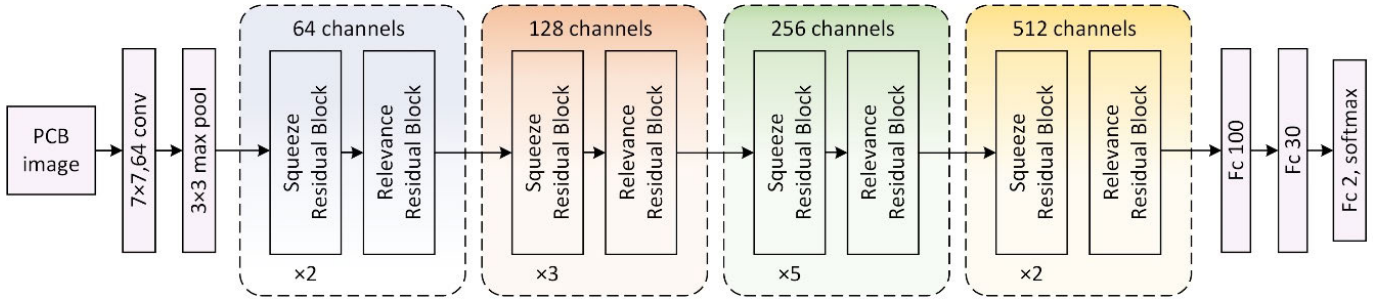 PCB
image
7×7,64 conv
3×3 max pool
64 channels
Squeeze
Residual Block
Relevance
Residual Block
×2
128 channels
Squeeze
Residual Block
Relevance
Residual Block
×3
256 channels
Squeeze
Residual Block
Relevance
Residual Block
×5
512 channels
Squeeze
Residual Block
Relevance
Residual Block
×2
Fc 100
Fc 30
Fc 2, softmax